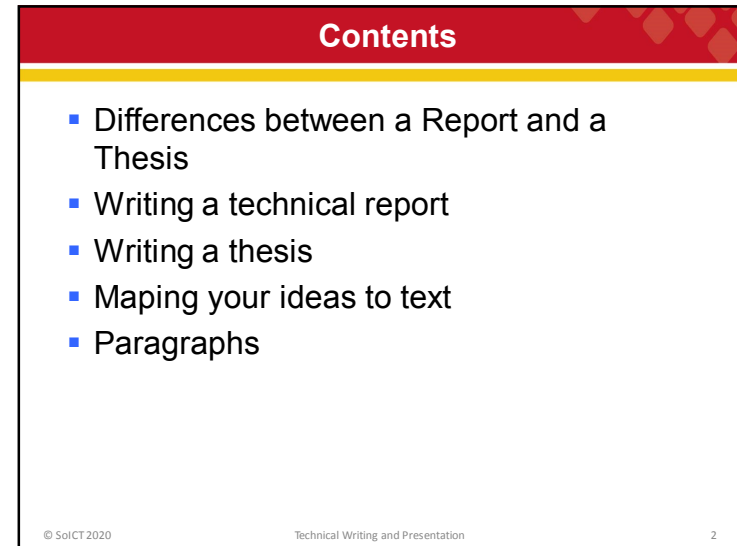 Contents
Differences between a Report and a
Thesis
Writing a technical report
Writing a thesis
Maping your ideas to text
Paragraphs
© SoICT 2020 Technical Writing and Presentation 2